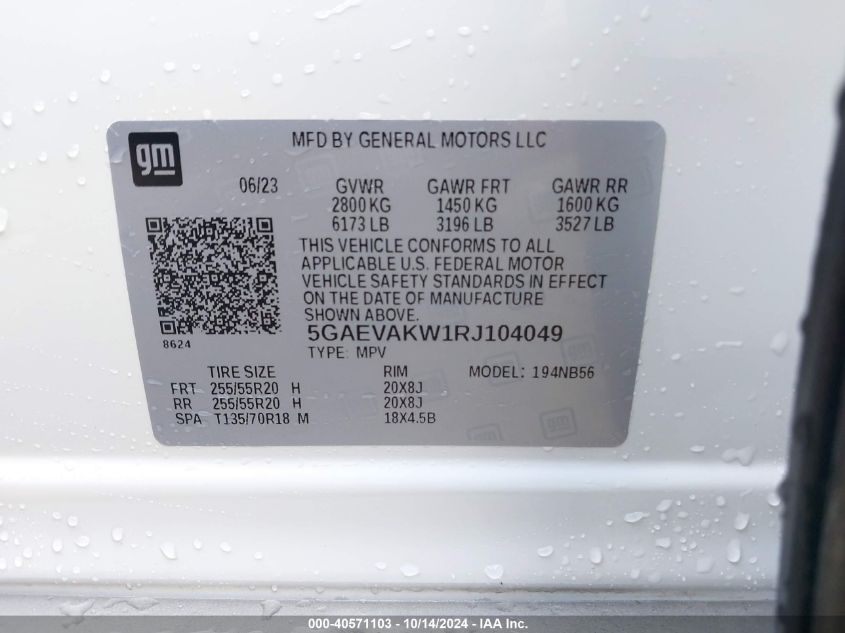 gm
MFD BY GENERAL MOTORS LLC
06/23 GVWR GAWR FRT GAWR RR
2800 KG 1450 KG 1600 KG
6173 LB 3196 LB 3527 LB
THIS VEHICLE CONFORMS TO ALL
APPLICABLE U.S. FEDERAL MOTOR
VEHICLE SAFETY STANDARDS IN EFFECT
ON THE DATE OF MANUFACTURE
SHOWN ABOVE.
8624
5GAEVAKW1RJ104049
TYPE: MPV
TIRE SIZE RIM MODEL: 194NB56
FRT 255/55R20 H 20X8J
RR 255/55R20 H 20X8J
SPA T135/70R18 M 18X4.5B
000-40571103 - 10/14/2024 - IAA Inc.